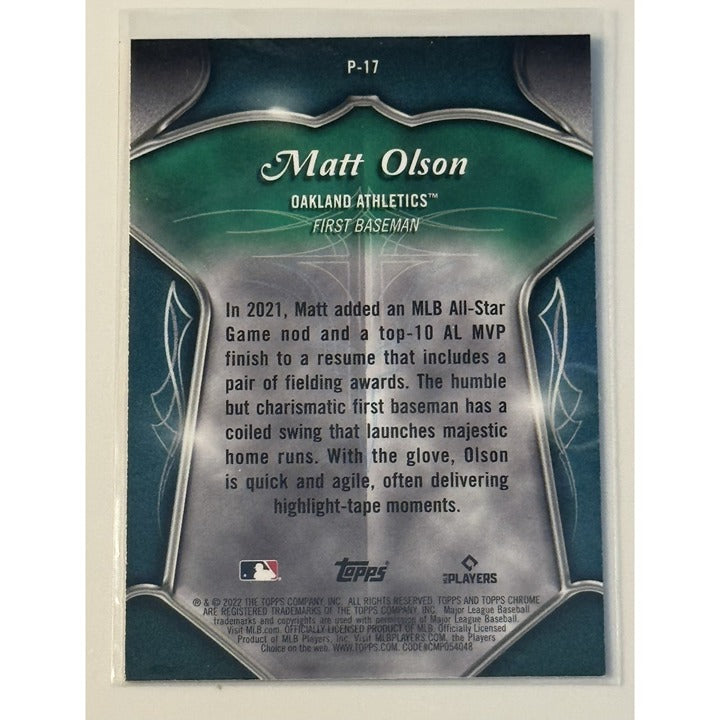 P-17
Matt Olson
OAKLAND ATHLETICS™
FIRST BASEMAN
In 2021, Matt added an MLB All-Star
Game nod and a top-10 AL MVP
finish to a resume that includes a
pair of fielding awards. The humble
but charismatic first baseman has a
coiled swing that launches majestic
home runs. With the glove, Olson
is quick and agile, often delivering
highlight-tape moments.
topps
MLB PLAYERS
® & © 2022 THE TOPPS COMPANY, INC. ALL RIGHTS RESERVED. TOPPS AND TOPPS CHROME
ARE REGISTERED TRADEMARKS OF THE TOPPS COMPANY, INC. Major League Baseball
trademarks and copyrights are used with permission of Major League Baseball.
Visit MLB.com. OFFICIALLY LICENSED PRODUCT OF MLB. Officially Licensed
Product of MLB Players, Inc. Visit MLBPLAYERS.COM, the Players
Choice on the web. WWW.TOPPS.COM. CODE#CMP054048